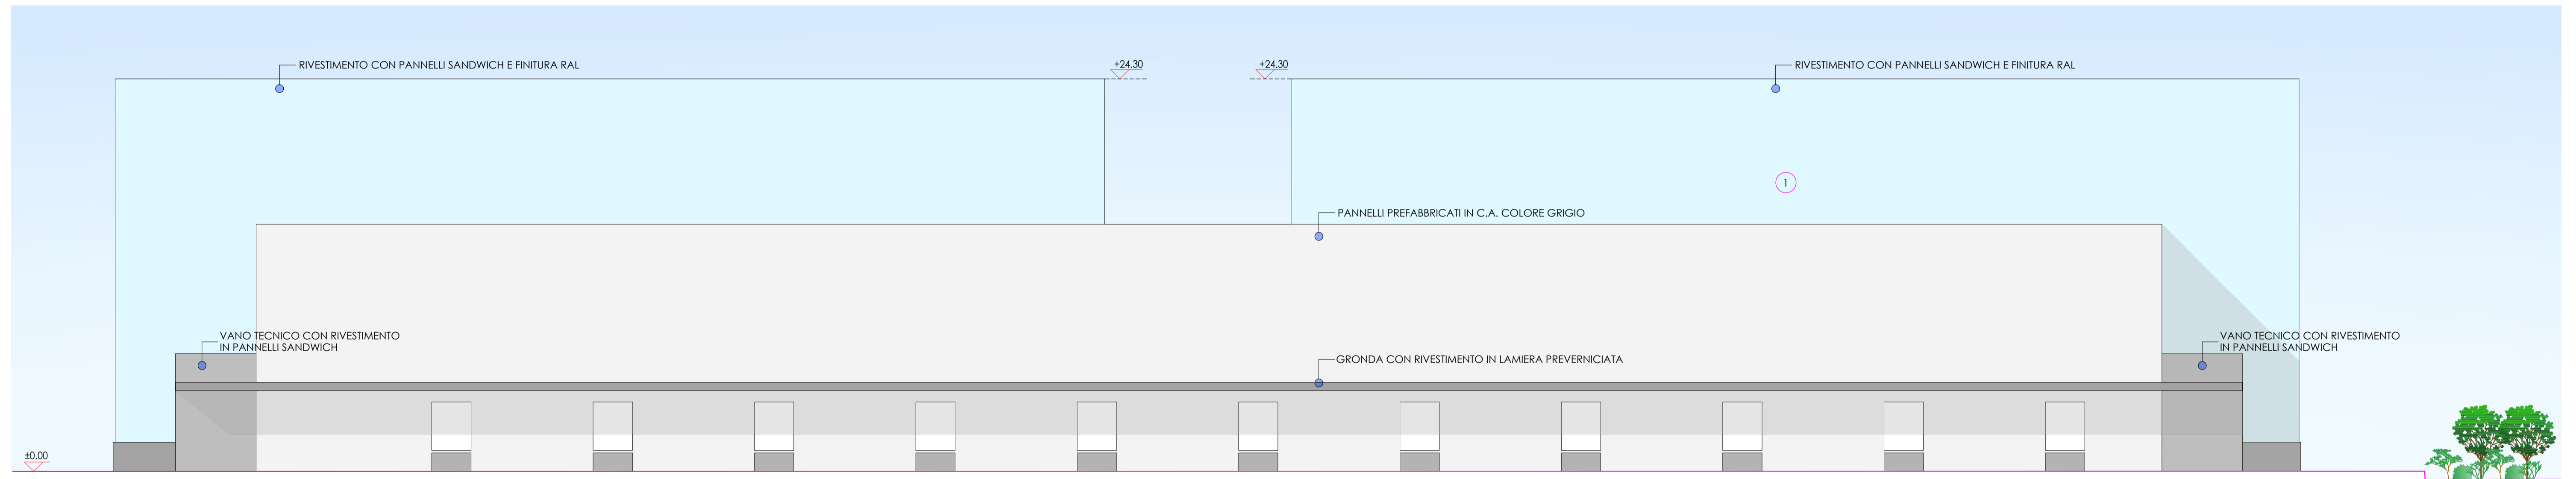 +24.30
+24.30
RIVESTIMENTO CON PANNELLI SANDWICH E FINITURA RAL
RIVESTIMENTO CON PANNELLI SANDWICH E FINITURA RAL
1
PANNELLI PREFABBRICATI IN C.A. COLORE GRIGIO
VANO TECNICO CON RIVESTIMENTO
IN PANNELLI SANDWICH
VANO TECNICO CON RIVESTIMENTO
IN PANNELLI SANDWICH
GRONDA CON RIVESTIMENTO IN LAMIERA PREVERNICIATA
±0.00